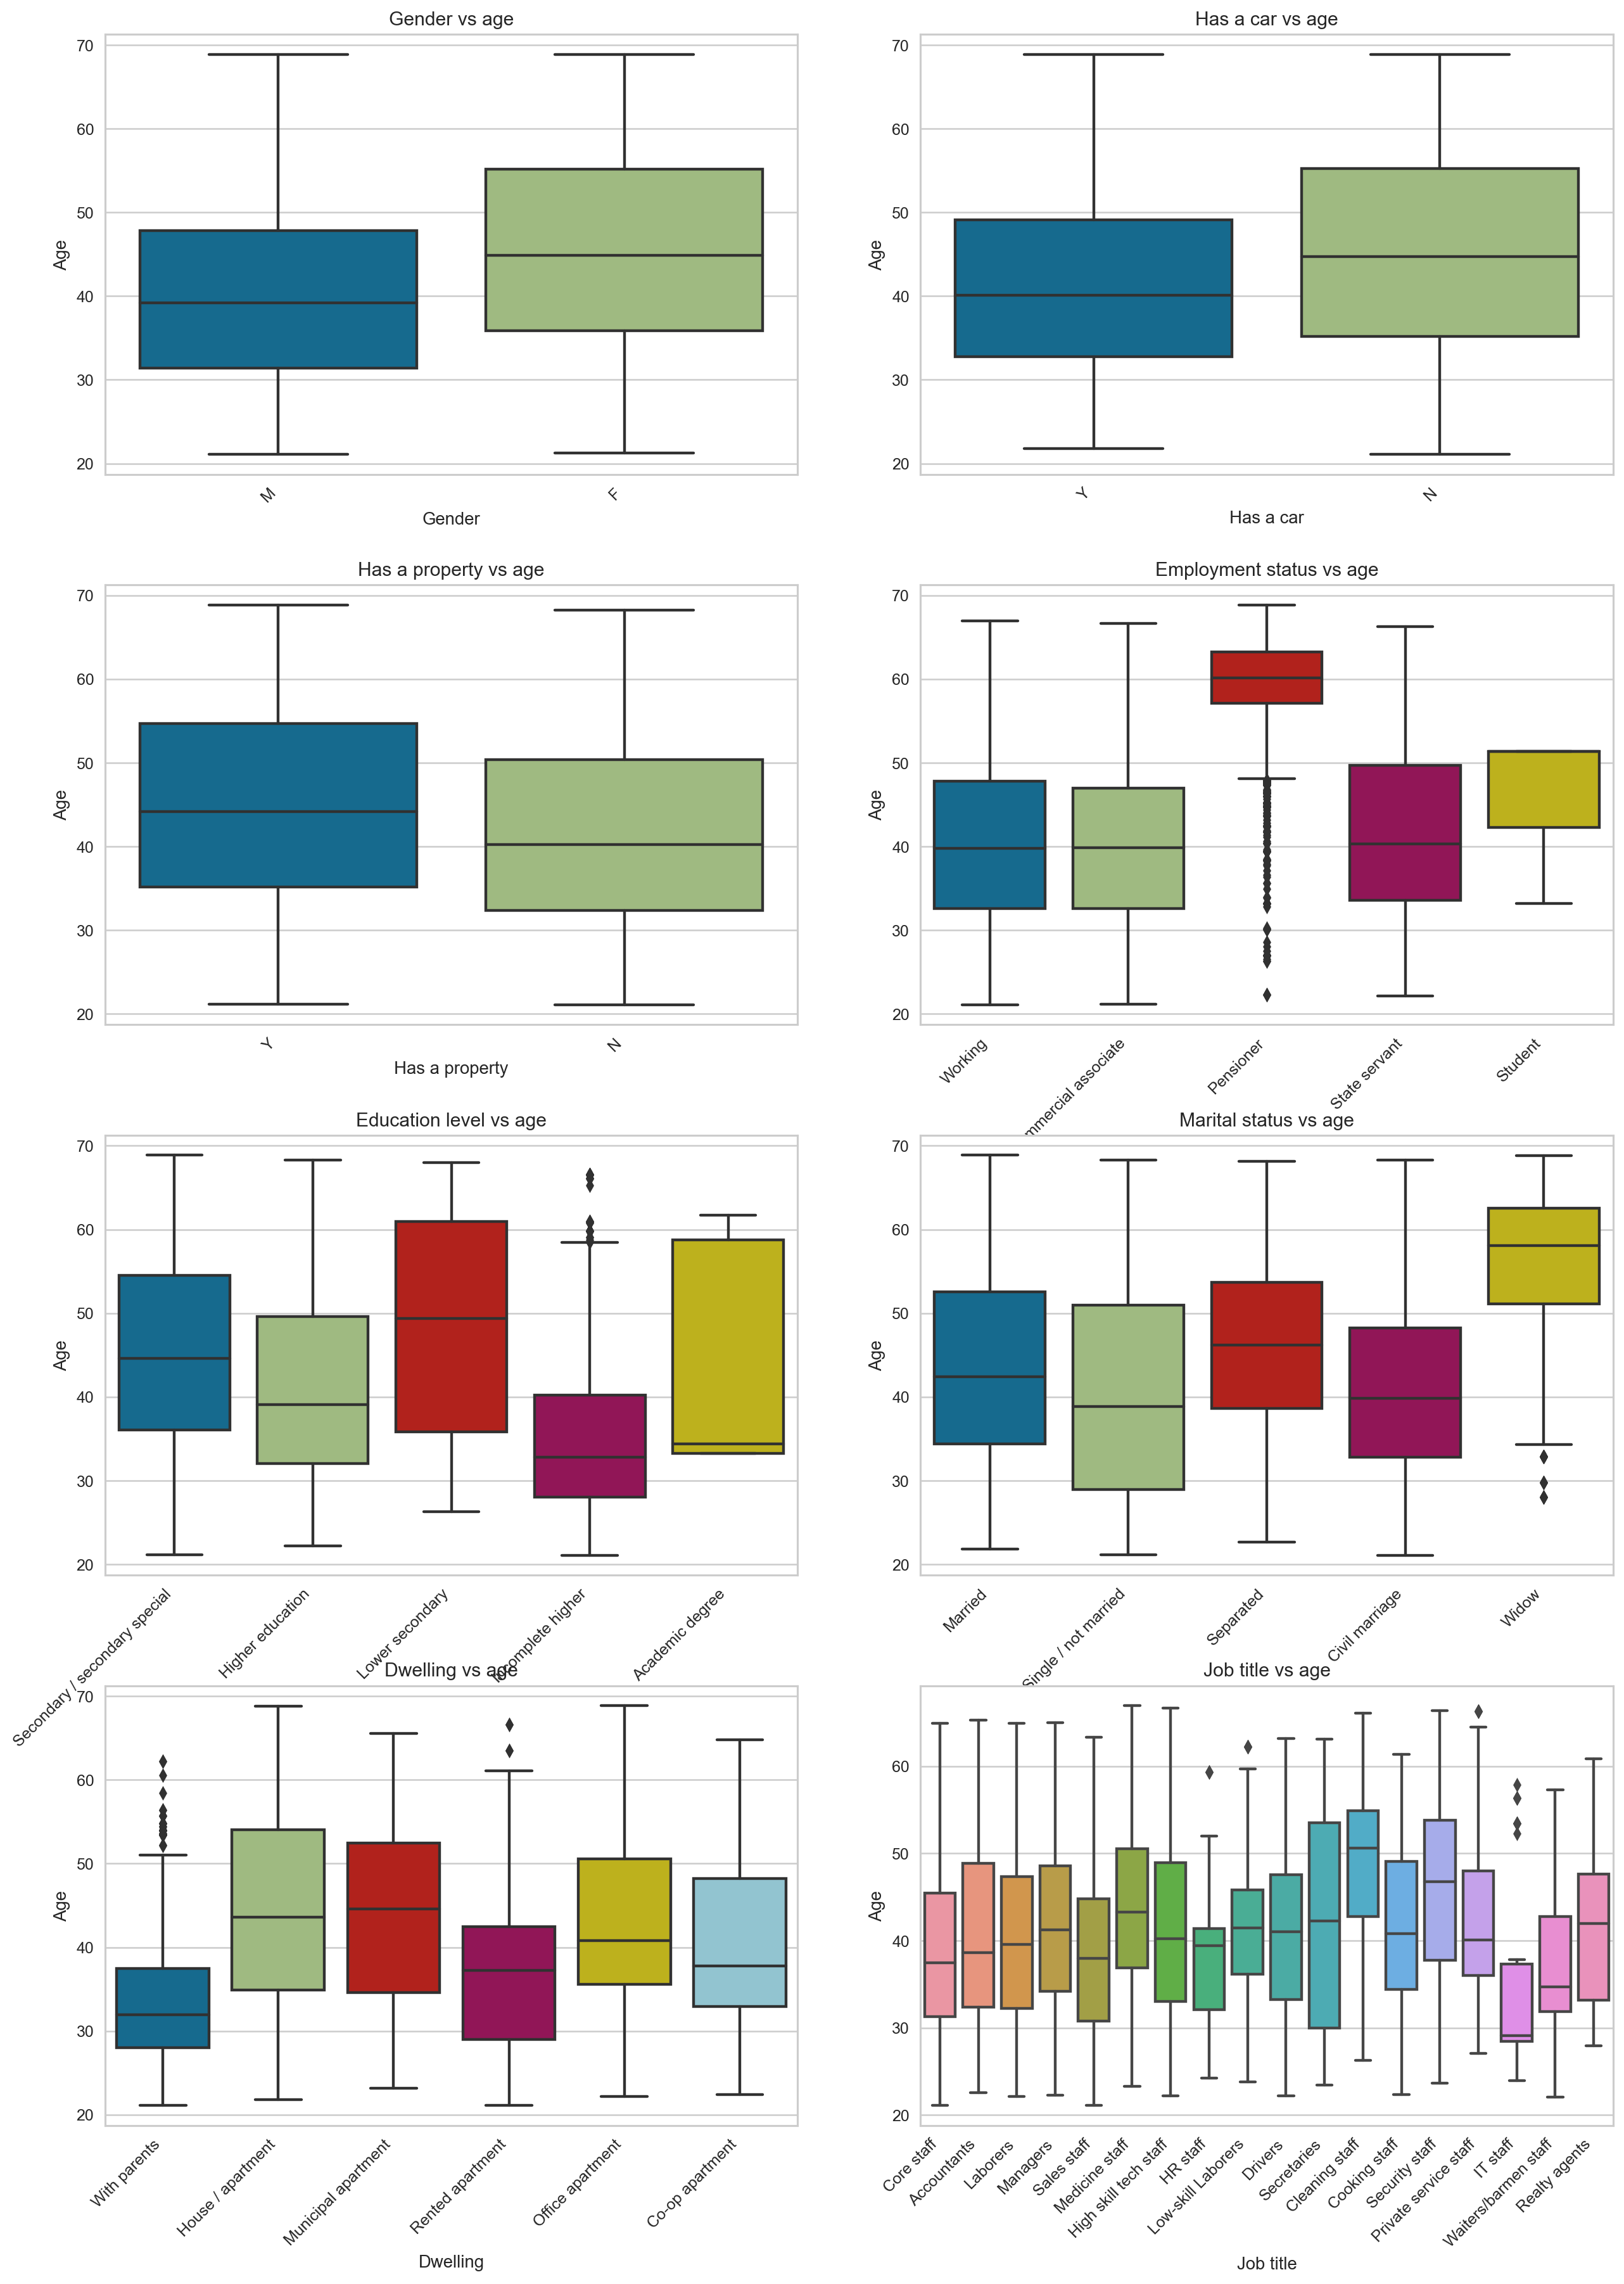 Gender vs age
70
60
50
40
30
20
Age
M
F
Gender
Has a car vs age
70
60
50
40
30
20
Age
Y
N
Has a car
Has a property vs age
70
60
50
40
30
20
Age
Y
N
Has a property
Employment status vs age
70
60
50
40
30
20
Age
Working
mmercial associate
Pensioner
State servant
Student
Education level vs age
70
60
50
40
30
20
Age
Secondary / secondary special
Higher education
Lower secondary
Incomplete higher
Academic degree
Marital status vs age
70
60
50
40
30
20
Age
Married
Single / not married
Separated
Civil marriage
Widow
Dwelling vs age
70
60
50
40
30
20
Age
With parents
House / apartment
Municipal apartment
Rented apartment
Office apartment
Co-op apartment
Dwelling
Job title vs age
60
50
40
30
20
Age
Core staff
Accountants
Laborers
Managers
Sales staff
Medicine staff
High skill tech staff
HR staff
Low-skill Laborers
Drivers
Secretaries
Cleaning staff
Cooking staff
Security staff
Private service staff
IT staff
Waiters/barmen staff
Realty agents
Job title